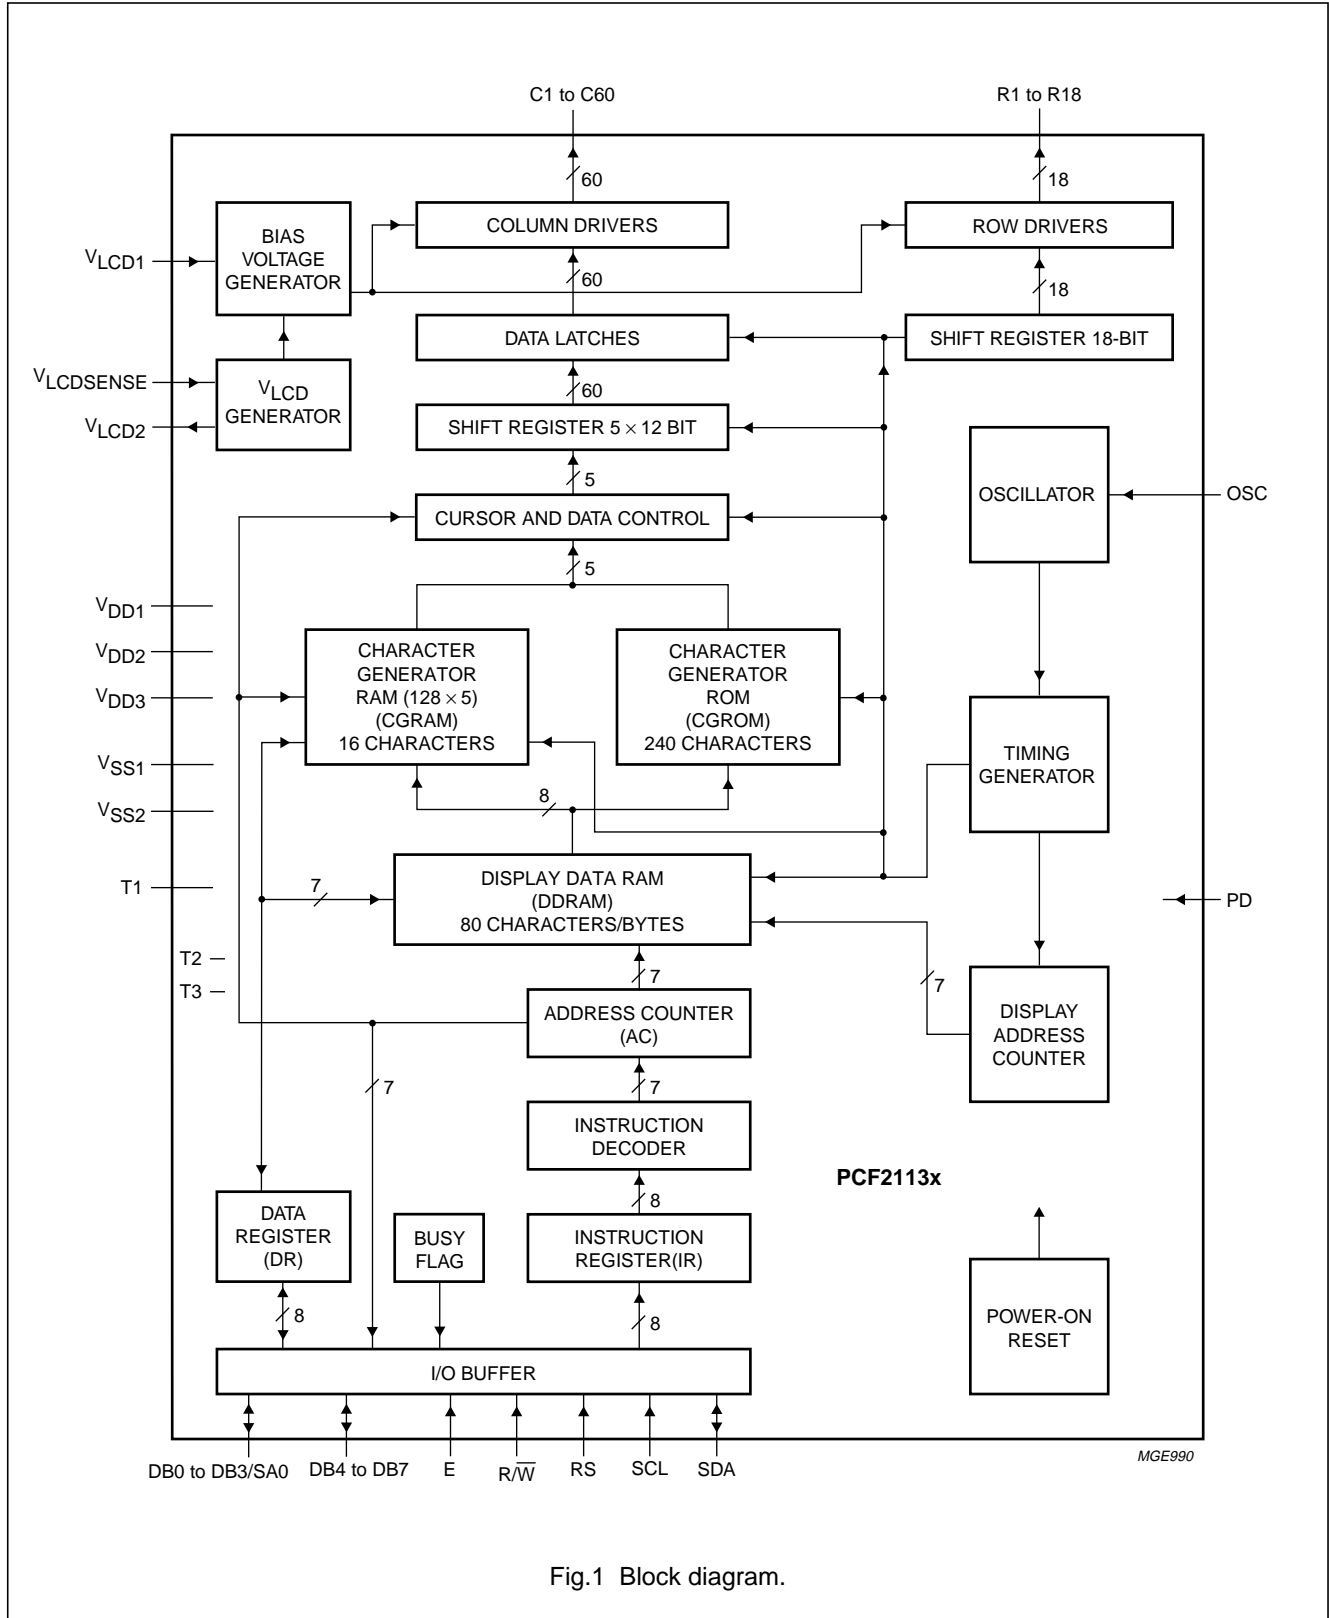 C1 to C60
R1 to R18
60
18
BIAS
VOLTAGE
GENERATOR
COLUMN DRIVERS
ROW DRIVERS
VLCD1
60
18
DATA LATCHES
SHIFT REGISTER 18-BIT
VLCDSENSE
VLCD
GENERATOR
60
VLCD2
SHIFT REGISTER 5 × 12 BIT
5
OSCILLATOR
OSC
CURSOR AND DATA CONTROL
5
VDD1
VDD2
VDD3
CHARACTER
GENERATOR
RAM (128 × 5)
(CGRAM)
16 CHARACTERS
CHARACTER
GENERATOR
ROM
(CGROM)
240 CHARACTERS
TIMING
GENERATOR
VSS1
VSS2
8
T1
7
DISPLAY DATA RAM
(DDRAM)
80 CHARACTERS/BYTES
PD
T2
T3
7
7
ADDRESS COUNTER
(AC)
DISPLAY
ADDRESS
COUNTER
7
7
INSTRUCTION
DECODER
PCF2113x
8
DATA
REGISTER
(DR)
BUSY
FLAG
INSTRUCTION
REGISTER(IR)
8
8
POWER-ON
RESET
I/O BUFFER
DB0 to DB3/SA0
DB4 to DB7
E
R/W̅
RS
SCL
SDA
MGE990
Fig.1 Block diagram.